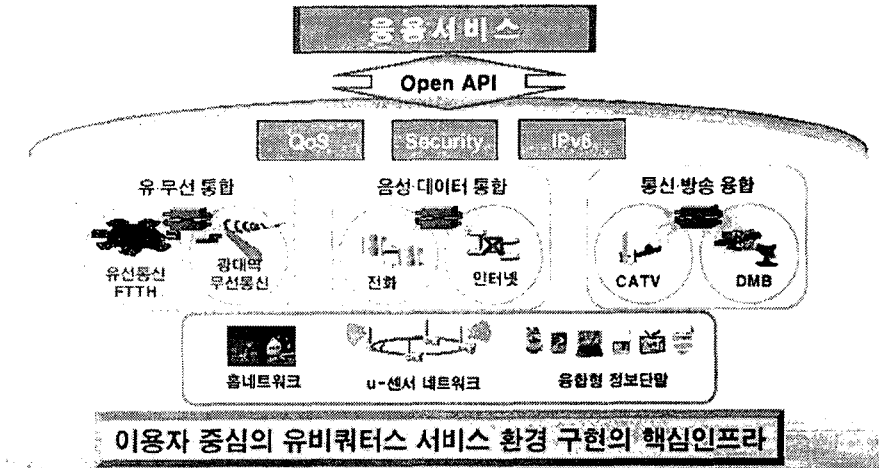 응용서비스
Open API
QoS Security IPv6
유·무선 통합 음성·데이터 통합 통신·방송 융합
유선통신 FTTH 광대역 무선통신 전화 인터넷 CATV DMB
홈네트워크 u-센서 네트워크 융합형 정보단말
이용자 중심의 유비쿼터스 서비스 환경 구현의 핵심인프라